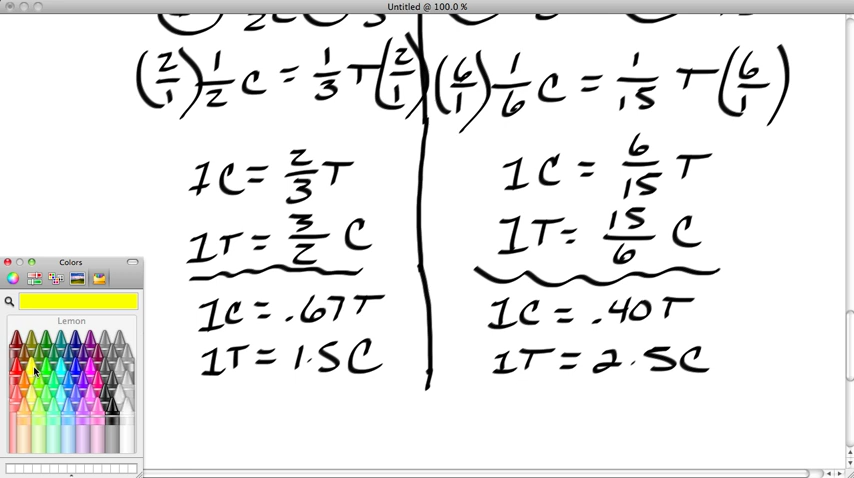 Untitled @ 100.0 %
(2/1) 1/2 C = 1/3 T (2/1)
1C = 2/3 T
1T = 3/2 C
1C = .67T
1T = 1.5C
(6/1) 1/6 C = 1/15 T (6/1)
1C = 6/15 T
1T = 15/6 C
1C = .40T
1T = 2.5C
Colors
Lemon